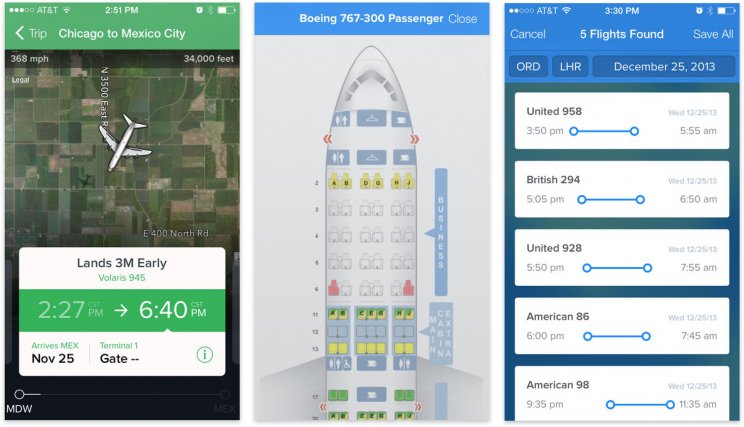 AT&T 2:51 PM
Trip Chicago to Mexico City
368 mph 34,000 feet
Legal
N 3500 East Rd
E 400 North Rd
Lands 3M Early
Volaris 945
2:27 CST PM → 6:40 CST PM
Arrives MEX Terminal 1
Nov 25 Gate --
MDW MEX
Boeing 767-300 Passenger Close
2 A B D G H J
3
4
5
6
BUSINESS
11 A B D G H J
12
13
MAIN CABIN EXTRA
17
18 A B D G H J
AT&T 3:30 PM
Cancel 5 Flights Found Save All
ORD LHR December 25, 2013
United 958 Wed 12/25/13
3:50 pm 5:55 am
British 294 Wed 12/25/13
5:05 pm 6:50 am
United 928 Wed 12/25/13
5:50 pm 7:55 am
American 86 Wed 12/25/13
6:00 pm 7:45 am
American 98 Wed 12/25/13
9:35 pm 11:35 am